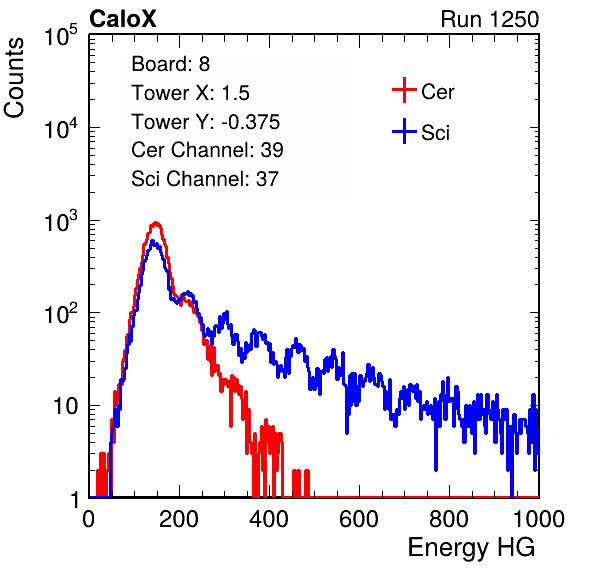 CaloX Run 1250
Counts
Board: 8
Tower X: 1.5
Tower Y: -0.375
Cer Channel: 39
Sci Channel: 37
Cer
Sci
10^5
10^4
10^3
10^2
10
1
0 200 400 600 800 1000
Energy HG